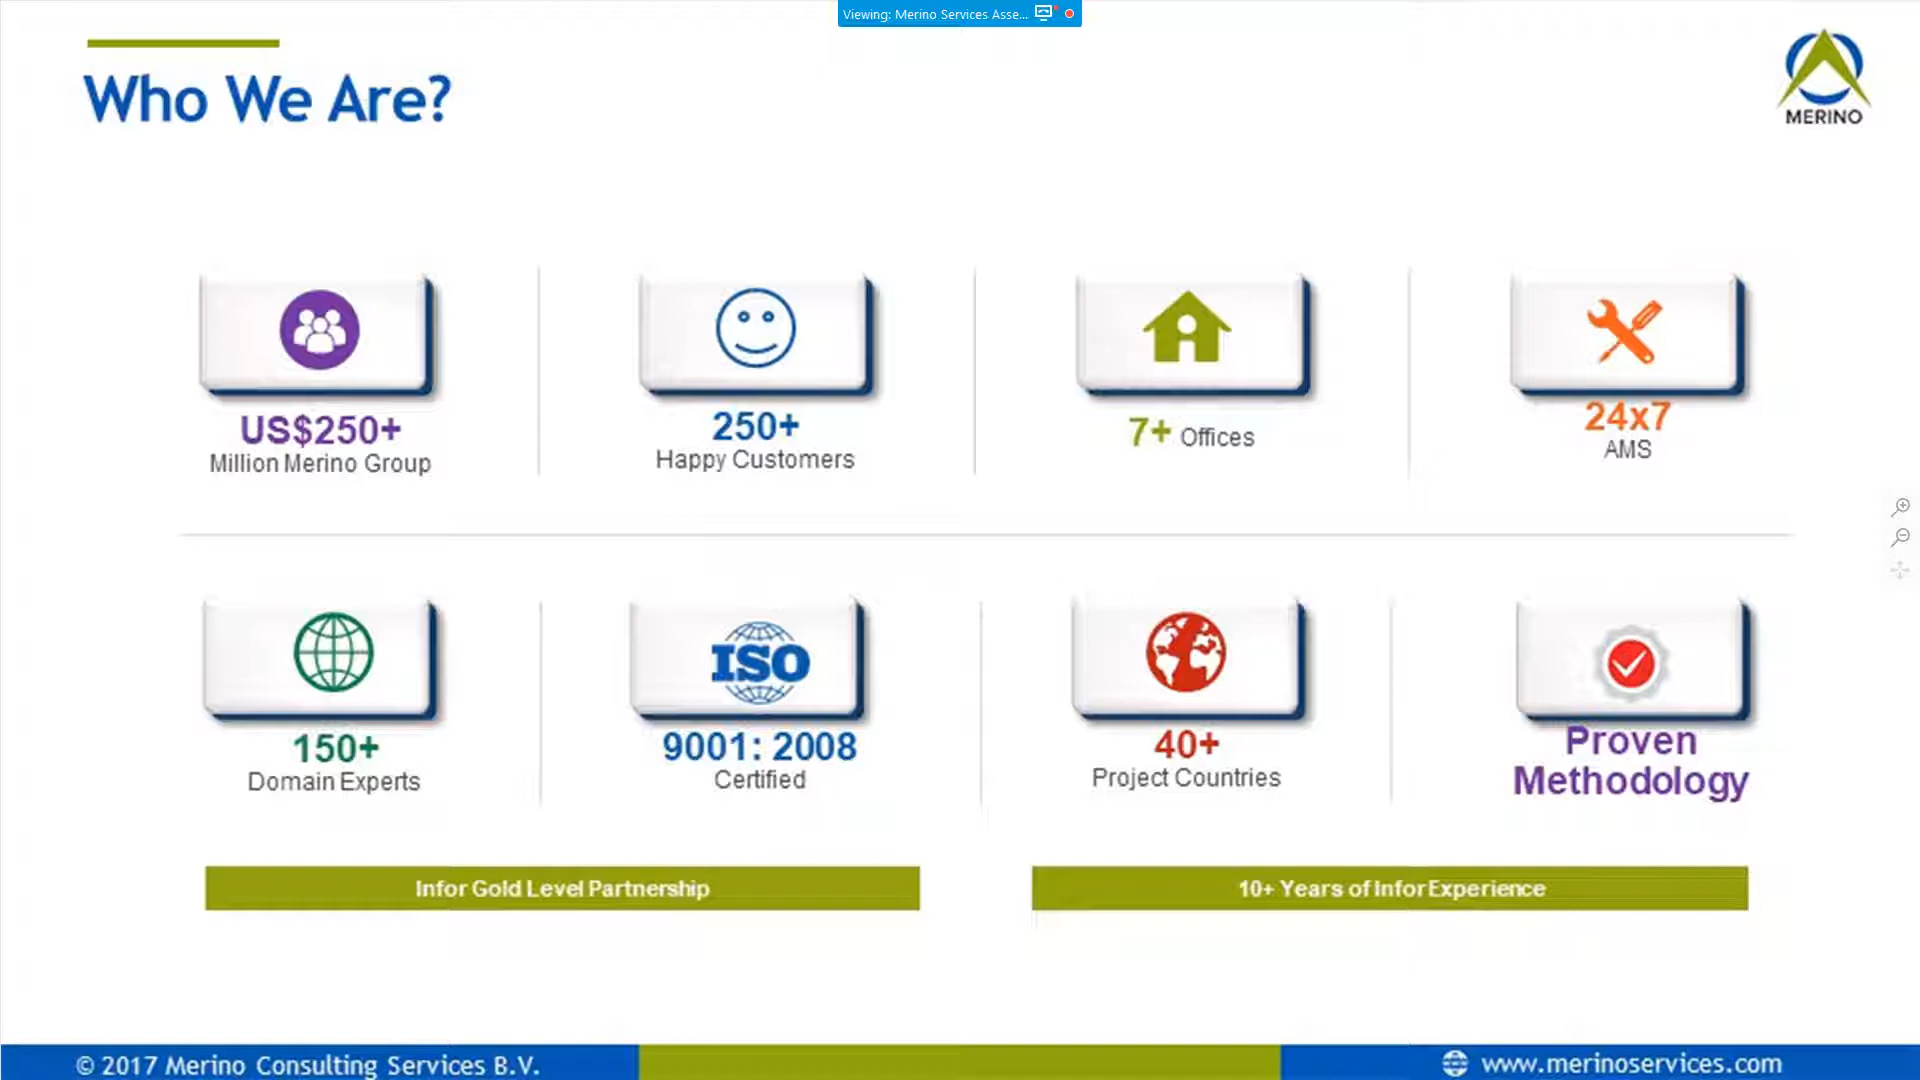 Viewing: Merino Services Asse...
Who We Are?
MERINO
US$250+
Million Merino Group
250+
Happy Customers
7+ Offices
24x7
AMS
150+
Domain Experts
ISO
9001: 2008
Certified
40+
Project Countries
Proven
Methodology
Infor Gold Level Partnership
10+ Years of Infor Experience
© 2017 Merino Consulting Services B.V.
www.merinoservices.com